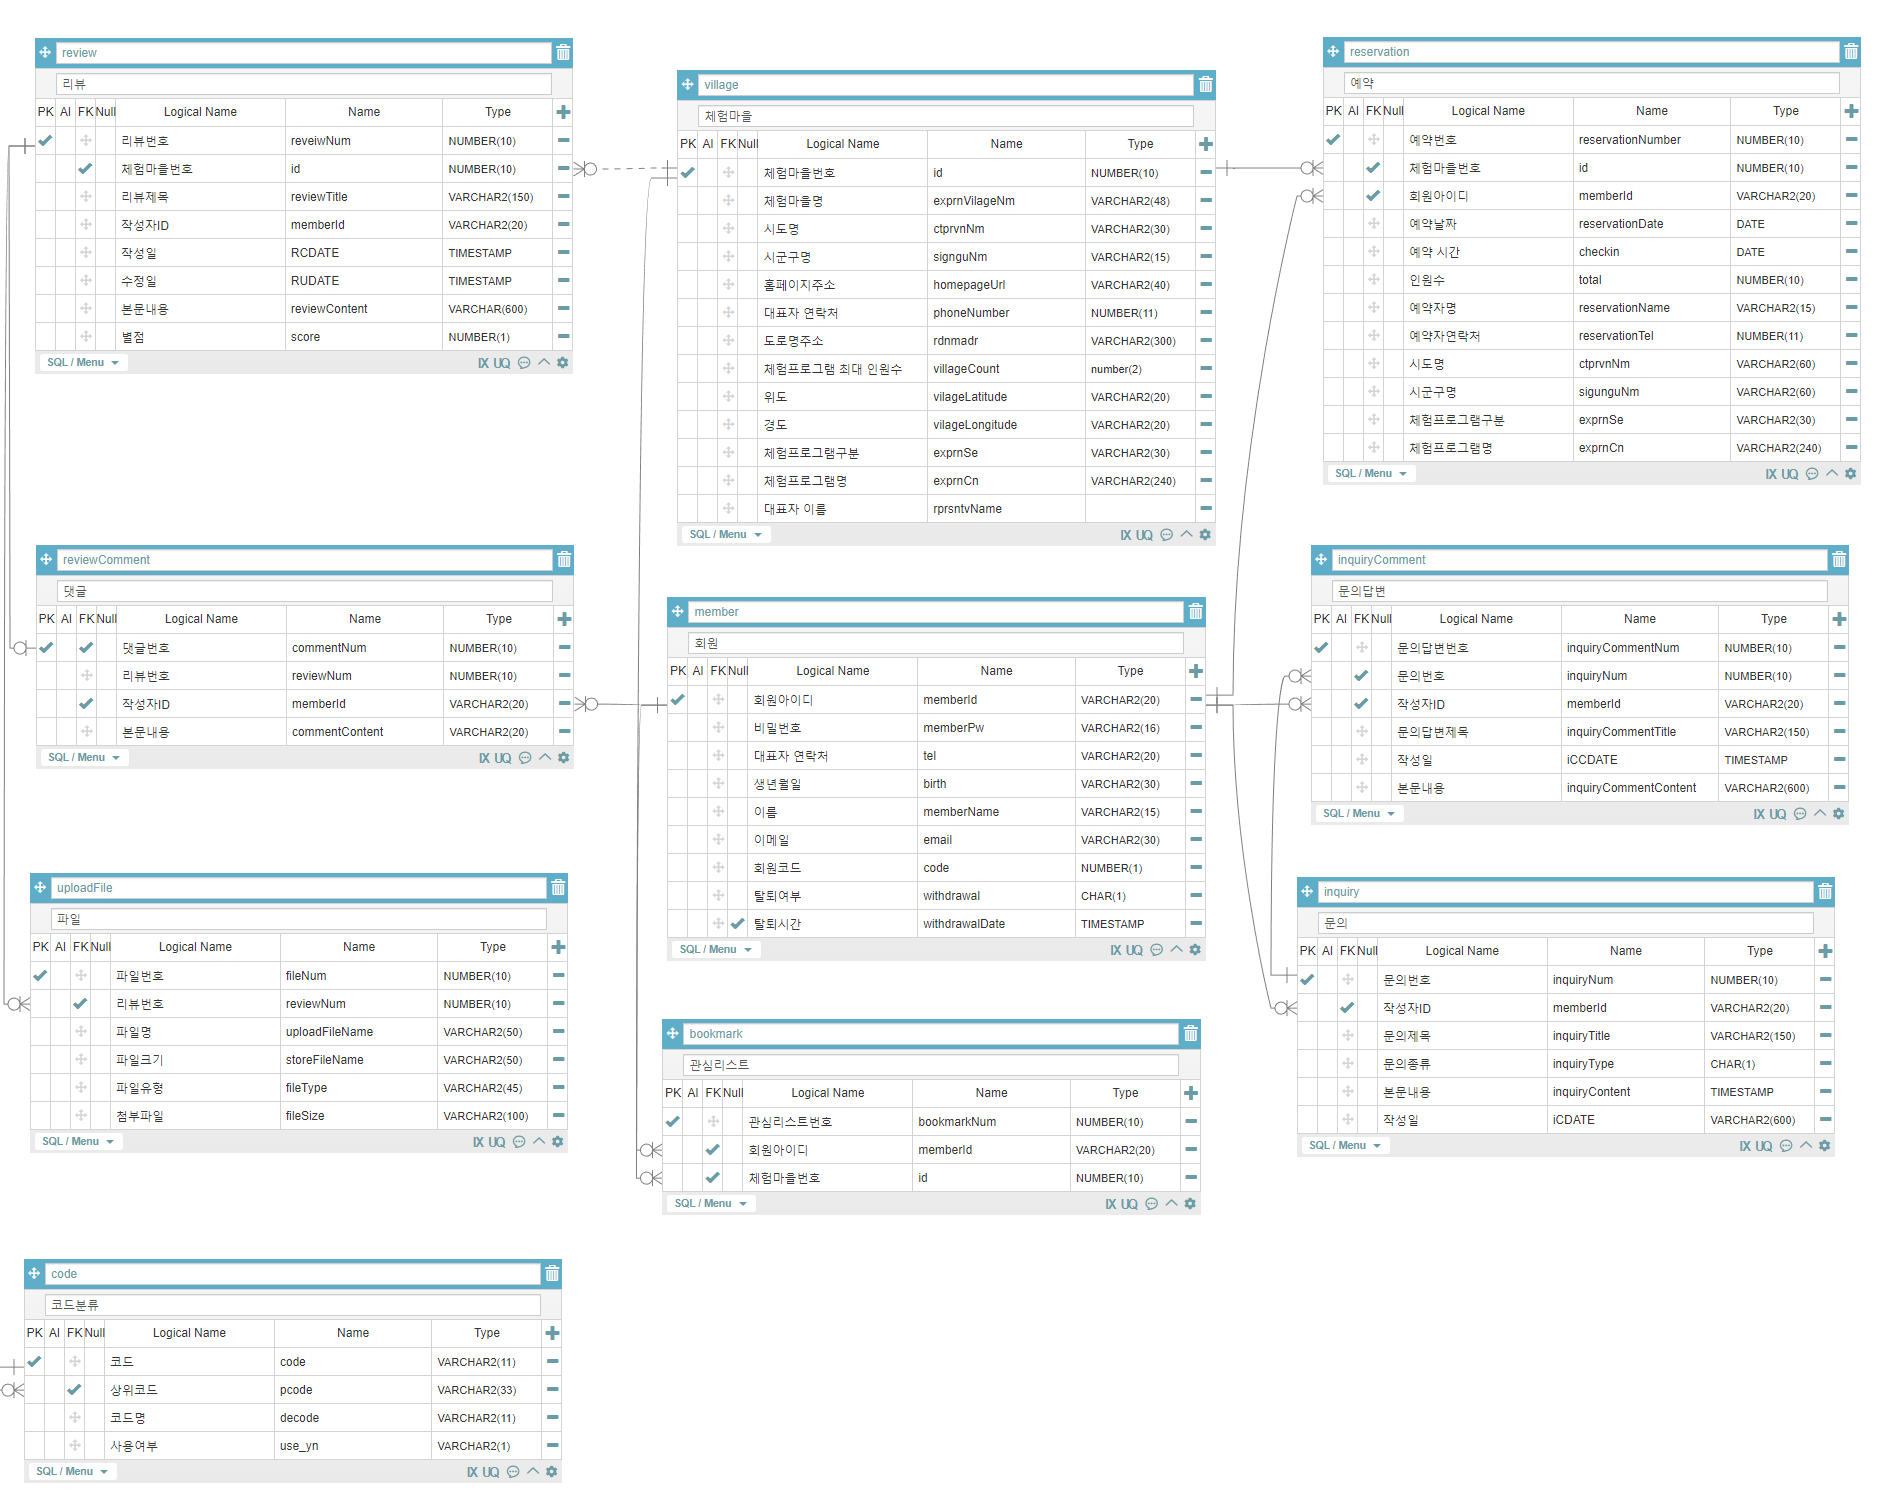 review
리뷰
PK AI FK Null Logical Name Name Type
리뷰번호 reveiwNum NUMBER(10)
체험마을번호 id NUMBER(10)
리뷰제목 reviewTitle VARCHAR2(150)
작성자ID memberId VARCHAR2(20)
작성일 RCDATE TIMESTAMP
수정일 RUDATE TIMESTAMP
본문내용 reviewContent VARCHAR(600)
별점 score NUMBER(1)
SQL / Menu IX UQ
village
체험마을
PK AI FK Null Logical Name Name Type
체험마을번호 id NUMBER(10)
체험마을명 exprnVilageNm VARCHAR2(48)
시도명 ctprvnNm VARCHAR2(30)
시군구명 signguNm VARCHAR2(15)
홈페이지주소 homepageUrl VARCHAR2(40)
대표자 연락처 phoneNumber NUMBER(11)
도로명주소 rdnmadr VARCHAR2(300)
체험프로그램 최대 인원수 villageCount number(2)
위도 vilageLatitude VARCHAR2(20)
경도 vilageLongitude VARCHAR2(20)
체험프로그램구분 exprnSe VARCHAR2(30)
체험프로그램명 exprnCn VARCHAR2(240)
대표자 이름 rprsntvName
SQL / Menu IX UQ
reservation
예약
PK AI FK Null Logical Name Name Type
예약번호 reservationNumber NUMBER(10)
체험마을번호 id NUMBER(10)
회원아이디 memberId VARCHAR2(20)
예약날짜 reservationDate DATE
예약 시간 checkin DATE
인원수 total NUMBER(10)
예약자명 reservationName VARCHAR2(15)
예약자연락처 reservationTel NUMBER(11)
시도명 ctprvnNm VARCHAR2(60)
시군구명 sigunguNm VARCHAR2(60)
체험프로그램구분 exprnSe VARCHAR2(30)
체험프로그램명 exprnCn VARCHAR2(240)
SQL / Menu IX UQ
reviewComment
댓글
PK AI FK Null Logical Name Name Type
댓글번호 commentNum NUMBER(10)
리뷰번호 reviewNum NUMBER(10)
작성자ID memberId VARCHAR2(20)
본문내용 commentContent VARCHAR2(20)
SQL / Menu IX UQ
member
회원
PK AI FK Null Logical Name Name Type
회원아이디 memberId VARCHAR2(20)
비밀번호 memberPw VARCHAR2(16)
대표자 연락처 tel VARCHAR2(20)
생년월일 birth VARCHAR2(30)
이름 memberName VARCHAR2(15)
이메일 email VARCHAR2(30)
회원코드 code NUMBER(1)
탈퇴여부 withdrawal CHAR(1)
탈퇴시간 withdrawalDate TIMESTAMP
SQL / Menu IX UQ
inquiryComment
문의답변
PK AI FK Null Logical Name Name Type
문의답변번호 inquiryCommentNum NUMBER(10)
문의번호 inquiryNum NUMBER(10)
작성자ID memberId VARCHAR2(20)
문의답변제목 inquiryCommentTitle VARCHAR2(150)
작성일 iCCDATE TIMESTAMP
본문내용 inquiryCommentContent VARCHAR2(600)
SQL / Menu IX UQ
uploadFile
파일
PK AI FK Null Logical Name Name Type
파일번호 fileNum NUMBER(10)
리뷰번호 reviewNum NUMBER(10)
파일명 uploadFileName VARCHAR2(50)
파일크기 storeFileName VARCHAR2(50)
파일유형 fileType VARCHAR2(45)
첨부파일 fileSize VARCHAR2(100)
SQL / Menu IX UQ
bookmark
관심리스트
PK AI FK Null Logical Name Name Type
관심리스트번호 bookmarkNum NUMBER(10)
회원아이디 memberId VARCHAR2(20)
체험마을번호 id NUMBER(10)
SQL / Menu IX UQ
inquiry
문의
PK AI FK Null Logical Name Name Type
문의번호 inquiryNum NUMBER(10)
작성자ID memberId VARCHAR2(20)
문의제목 inquiryTitle VARCHAR2(150)
문의종류 inquiryType CHAR(1)
본문내용 inquiryContent TIMESTAMP
작성일 iCDATE VARCHAR2(600)
SQL / Menu IX UQ
code
코드분류
PK AI FK Null Logical Name Name Type
코드 code VARCHAR2(11)
상위코드 pcode VARCHAR2(33)
코드명 decode VARCHAR2(11)
사용여부 use_yn VARCHAR2(1)
SQL / Menu IX UQ